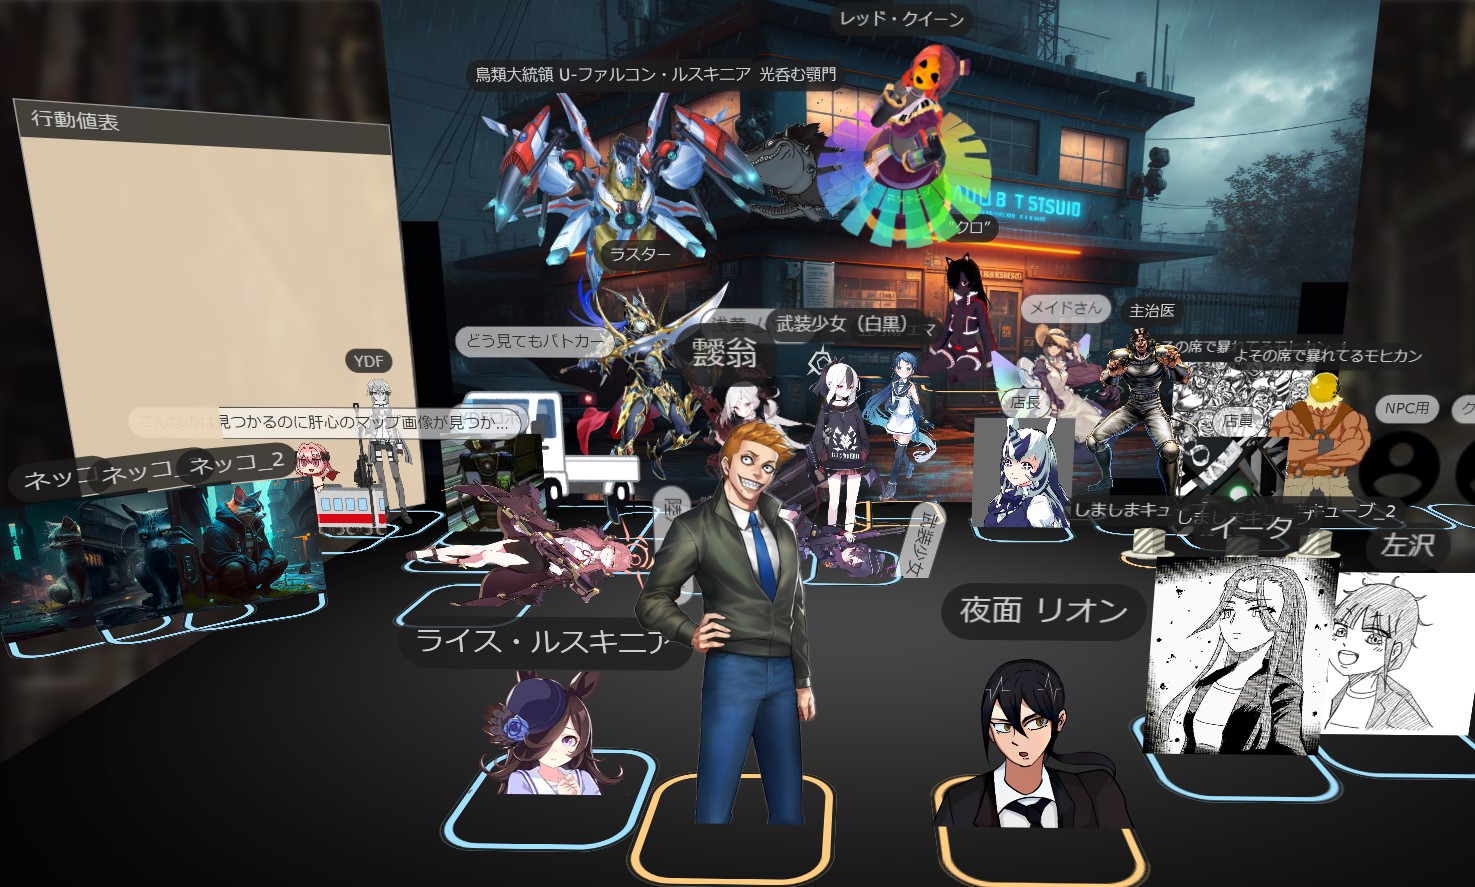 レッド・クイーン
鳥類大統領 U-ファルコン・ルスキニア 光呑む顎門
行動値表
ラスター
"クロ"
メイドさん
主治医
武装少女（白黒）
どう見てもパトカー
よその席で暴れてるモヒカン
YDF
店長
NPC用
店員
見つかるのに肝心のマップ画像が見つか...
ネッコ
ネッコ
ネッコ_2
しましまキュ
ューブ_2
イータ
左沢
武装少女
夜面 リオン
ライス・ルスキニア